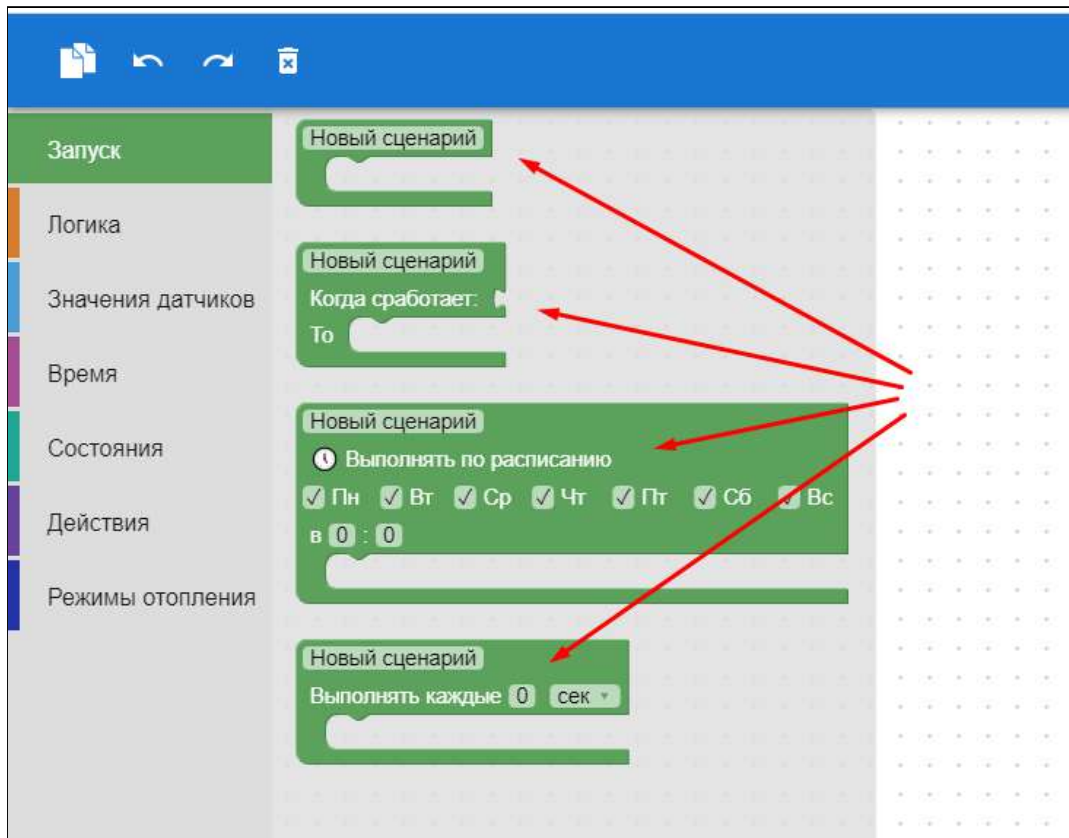 Запуск
Логика
Значения датчиков
Время
Состояния
Действия
Режимы отопления
Новый сценарий
Новый сценарий
Когда сработает:
То
Новый сценарий
Выполнять по расписанию
Пн Вт Ср Чт Пт Сб Вс
в 0 : 0
Новый сценарий
Выполнять каждые 0 сек